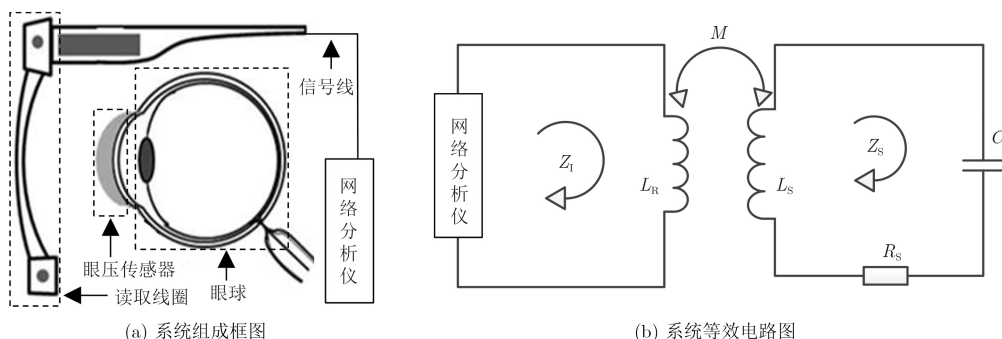 信号线
网络分析仪
眼压传感器
读取线圈
眼球
(a) 系统组成框图
M
网络分析仪
Z_I
L_R
L_S
Z_S
C
R_S
(b) 系统等效电路图